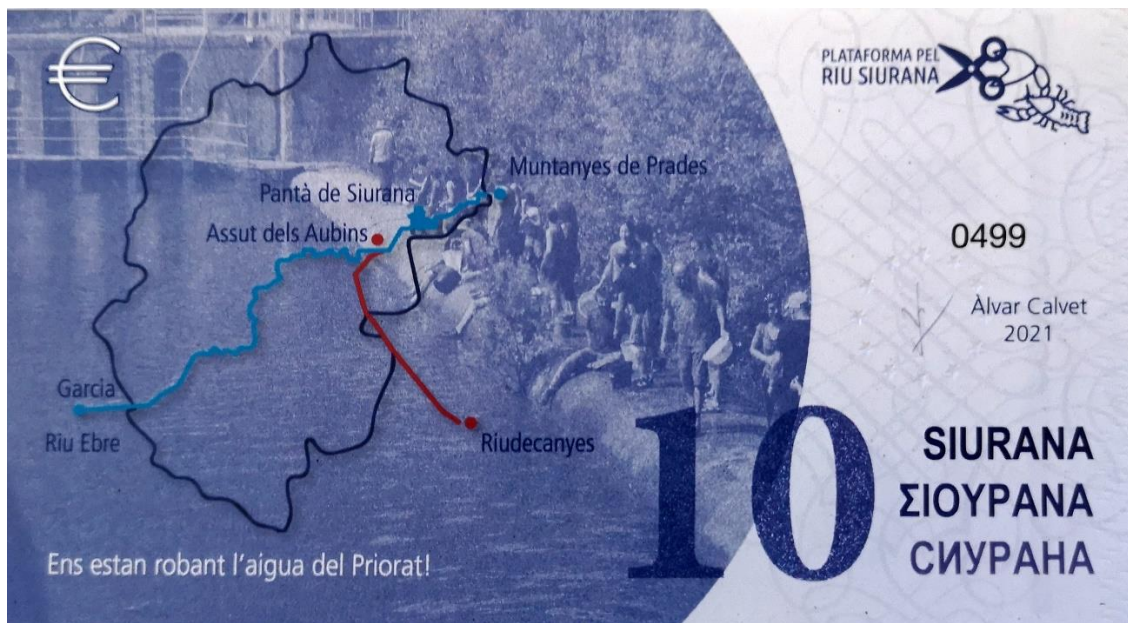 €
PLATAFORMA PEL
RIU SIURANA
Muntanyes de Prades
Pantà de Siurana
Assut dels Aubins
0499
Àlvar Calvet
2021
Garcia
Riu Ebre
Riudecanyes
10
SIURANA
ΣΙΟΥΡΑΝΑ
СИУРАНА
Ens estan robant l'aigua del Priorat!